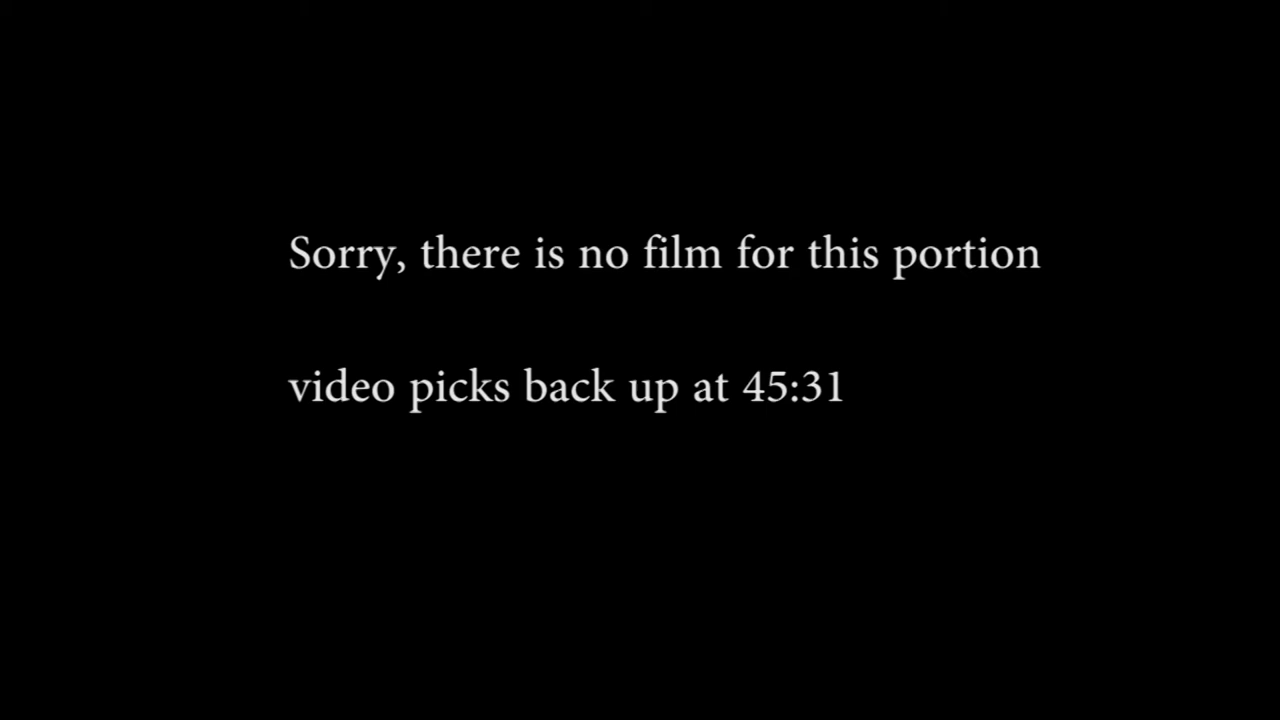 Sorry, there is no film for this portion
video picks back up at 45:31